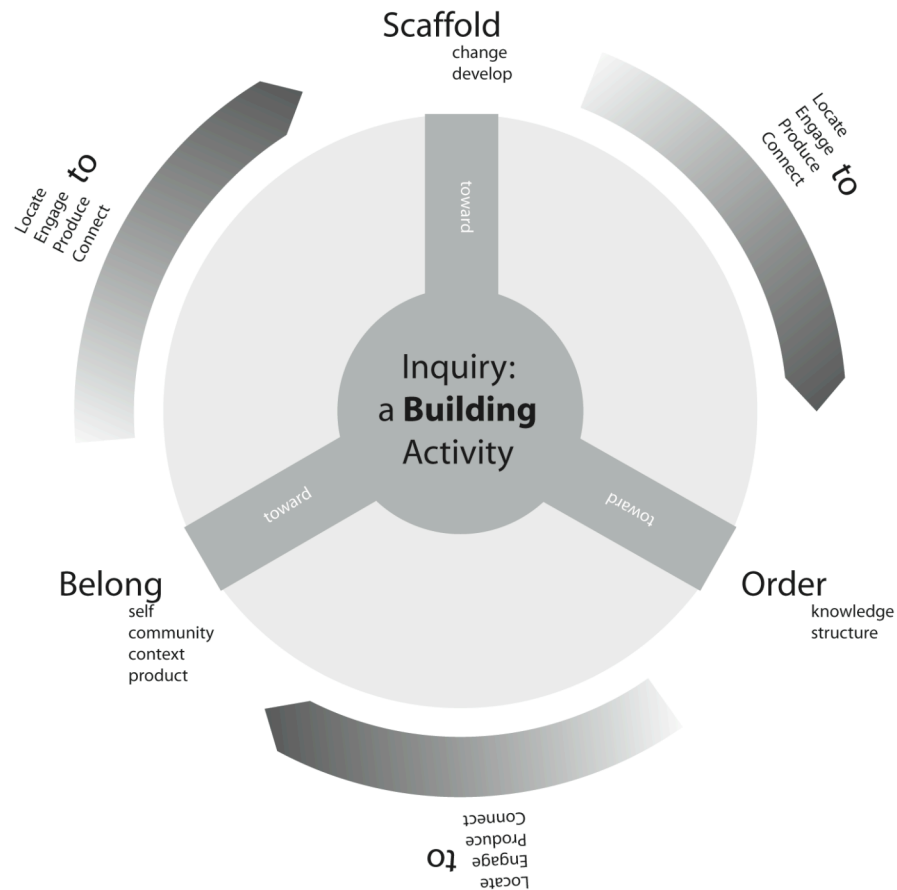 Scaffold
change
develop
Locate
Engage
Produce
Connect
to
toward
Inquiry:
a Building
Activity
toward
toward
Order
knowledge
structure
Locate
Engage
Produce
Connect
to
Belong
self
community
context
product
Locate
Engage
Produce
Connect
to